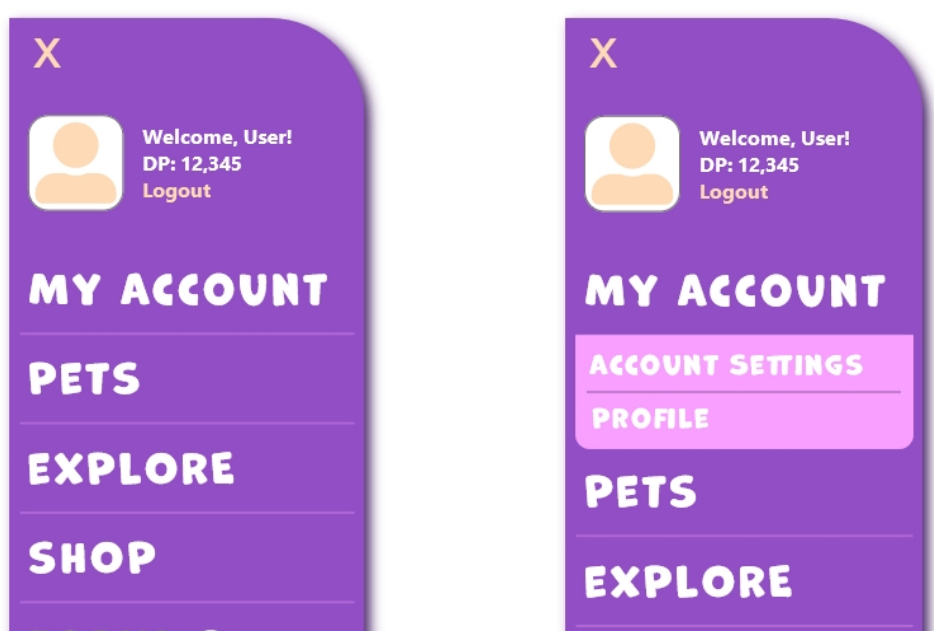 X
Welcome, User!
DP: 12,345
Logout
MY ACCOUNT
PETS
EXPLORE
SHOP
X
Welcome, User!
DP: 12,345
Logout
MY ACCOUNT
ACCOUNT SETTINGS
PROFILE
PETS
EXPLORE